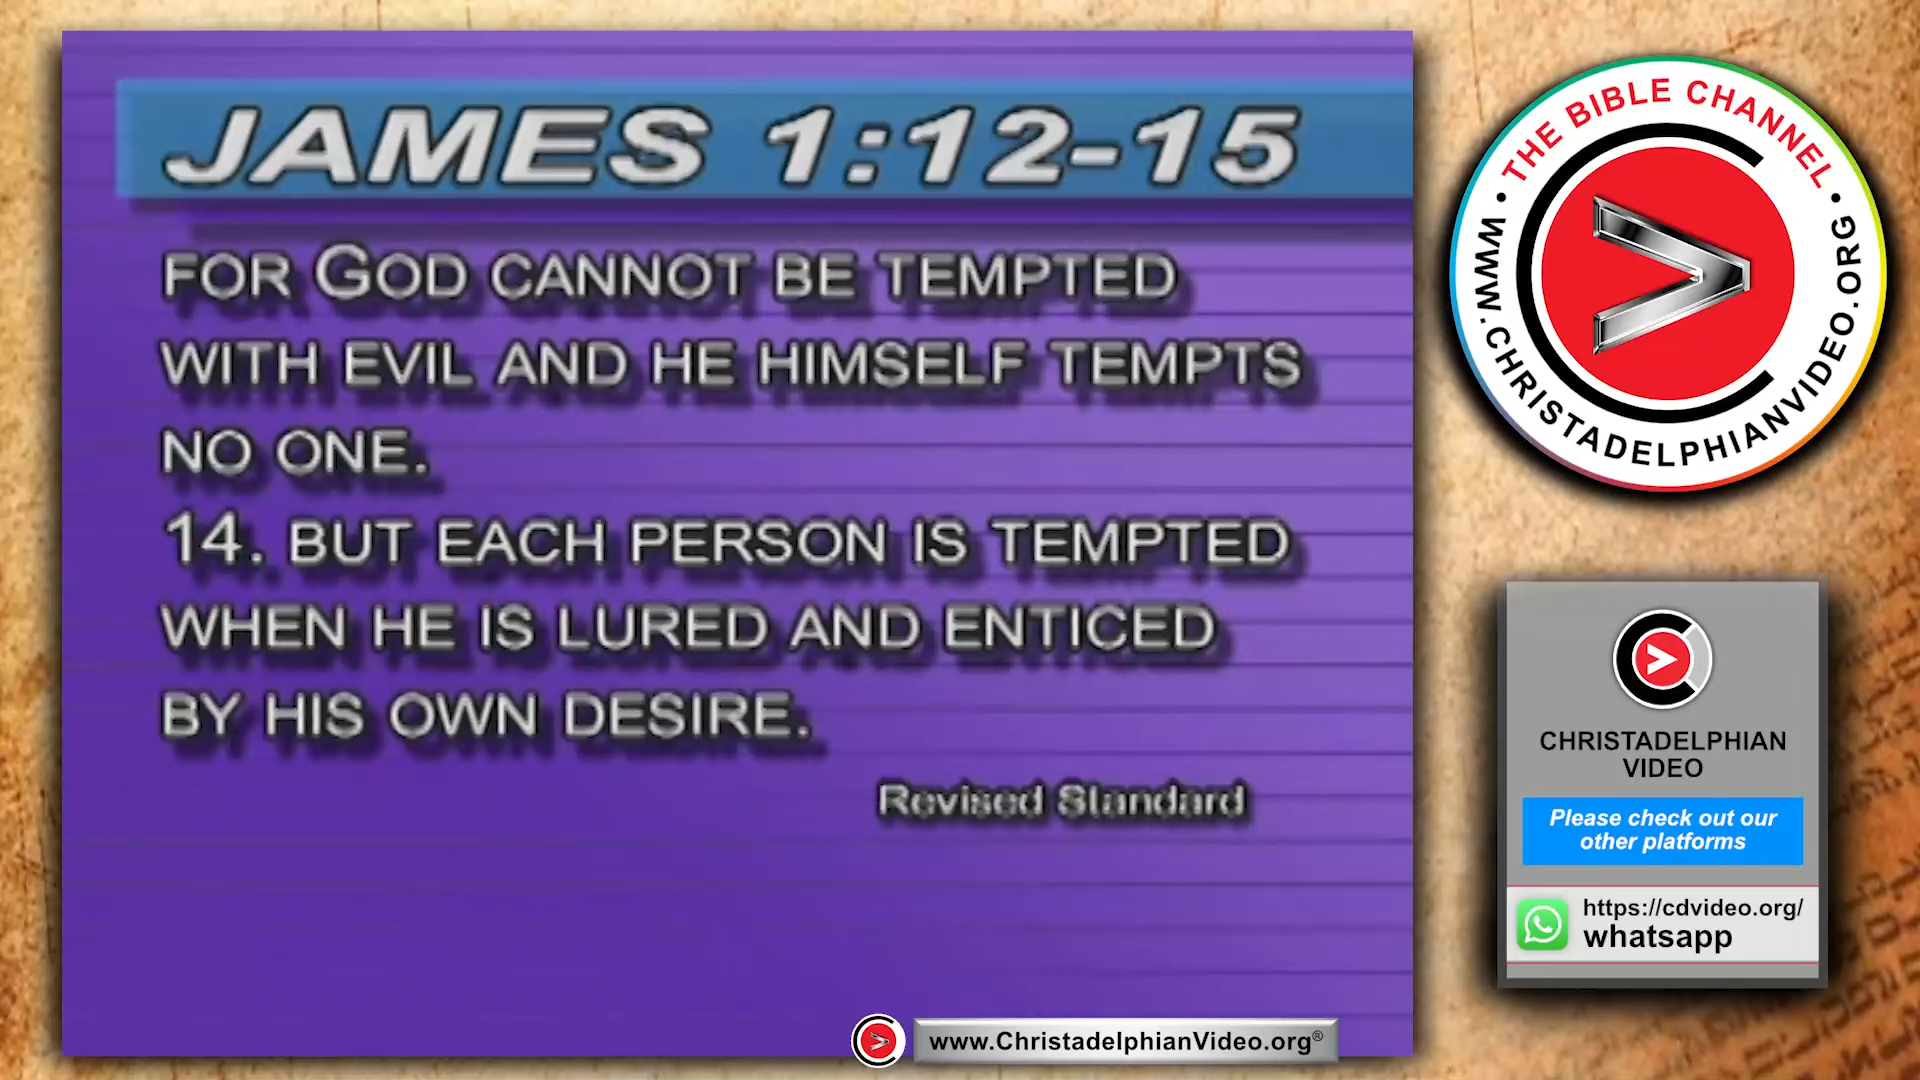 JAMES 1:12-15
FOR GOD CANNOT BE TEMPTED
WITH EVIL AND HE HIMSELF TEMPTS
NO ONE.
14. BUT EACH PERSON IS TEMPTED
WHEN HE IS LURED AND ENTICED
BY HIS OWN DESIRE.
Revised Standard
www.ChristadelphianVideo.org®
• THE BIBLE CHANNEL •
WWW.CHRISTADELPHIANVIDEO.ORG
CHRISTADELPHIAN
VIDEO
Please check out our
other platforms
https://cdvideo.org/
whatsapp